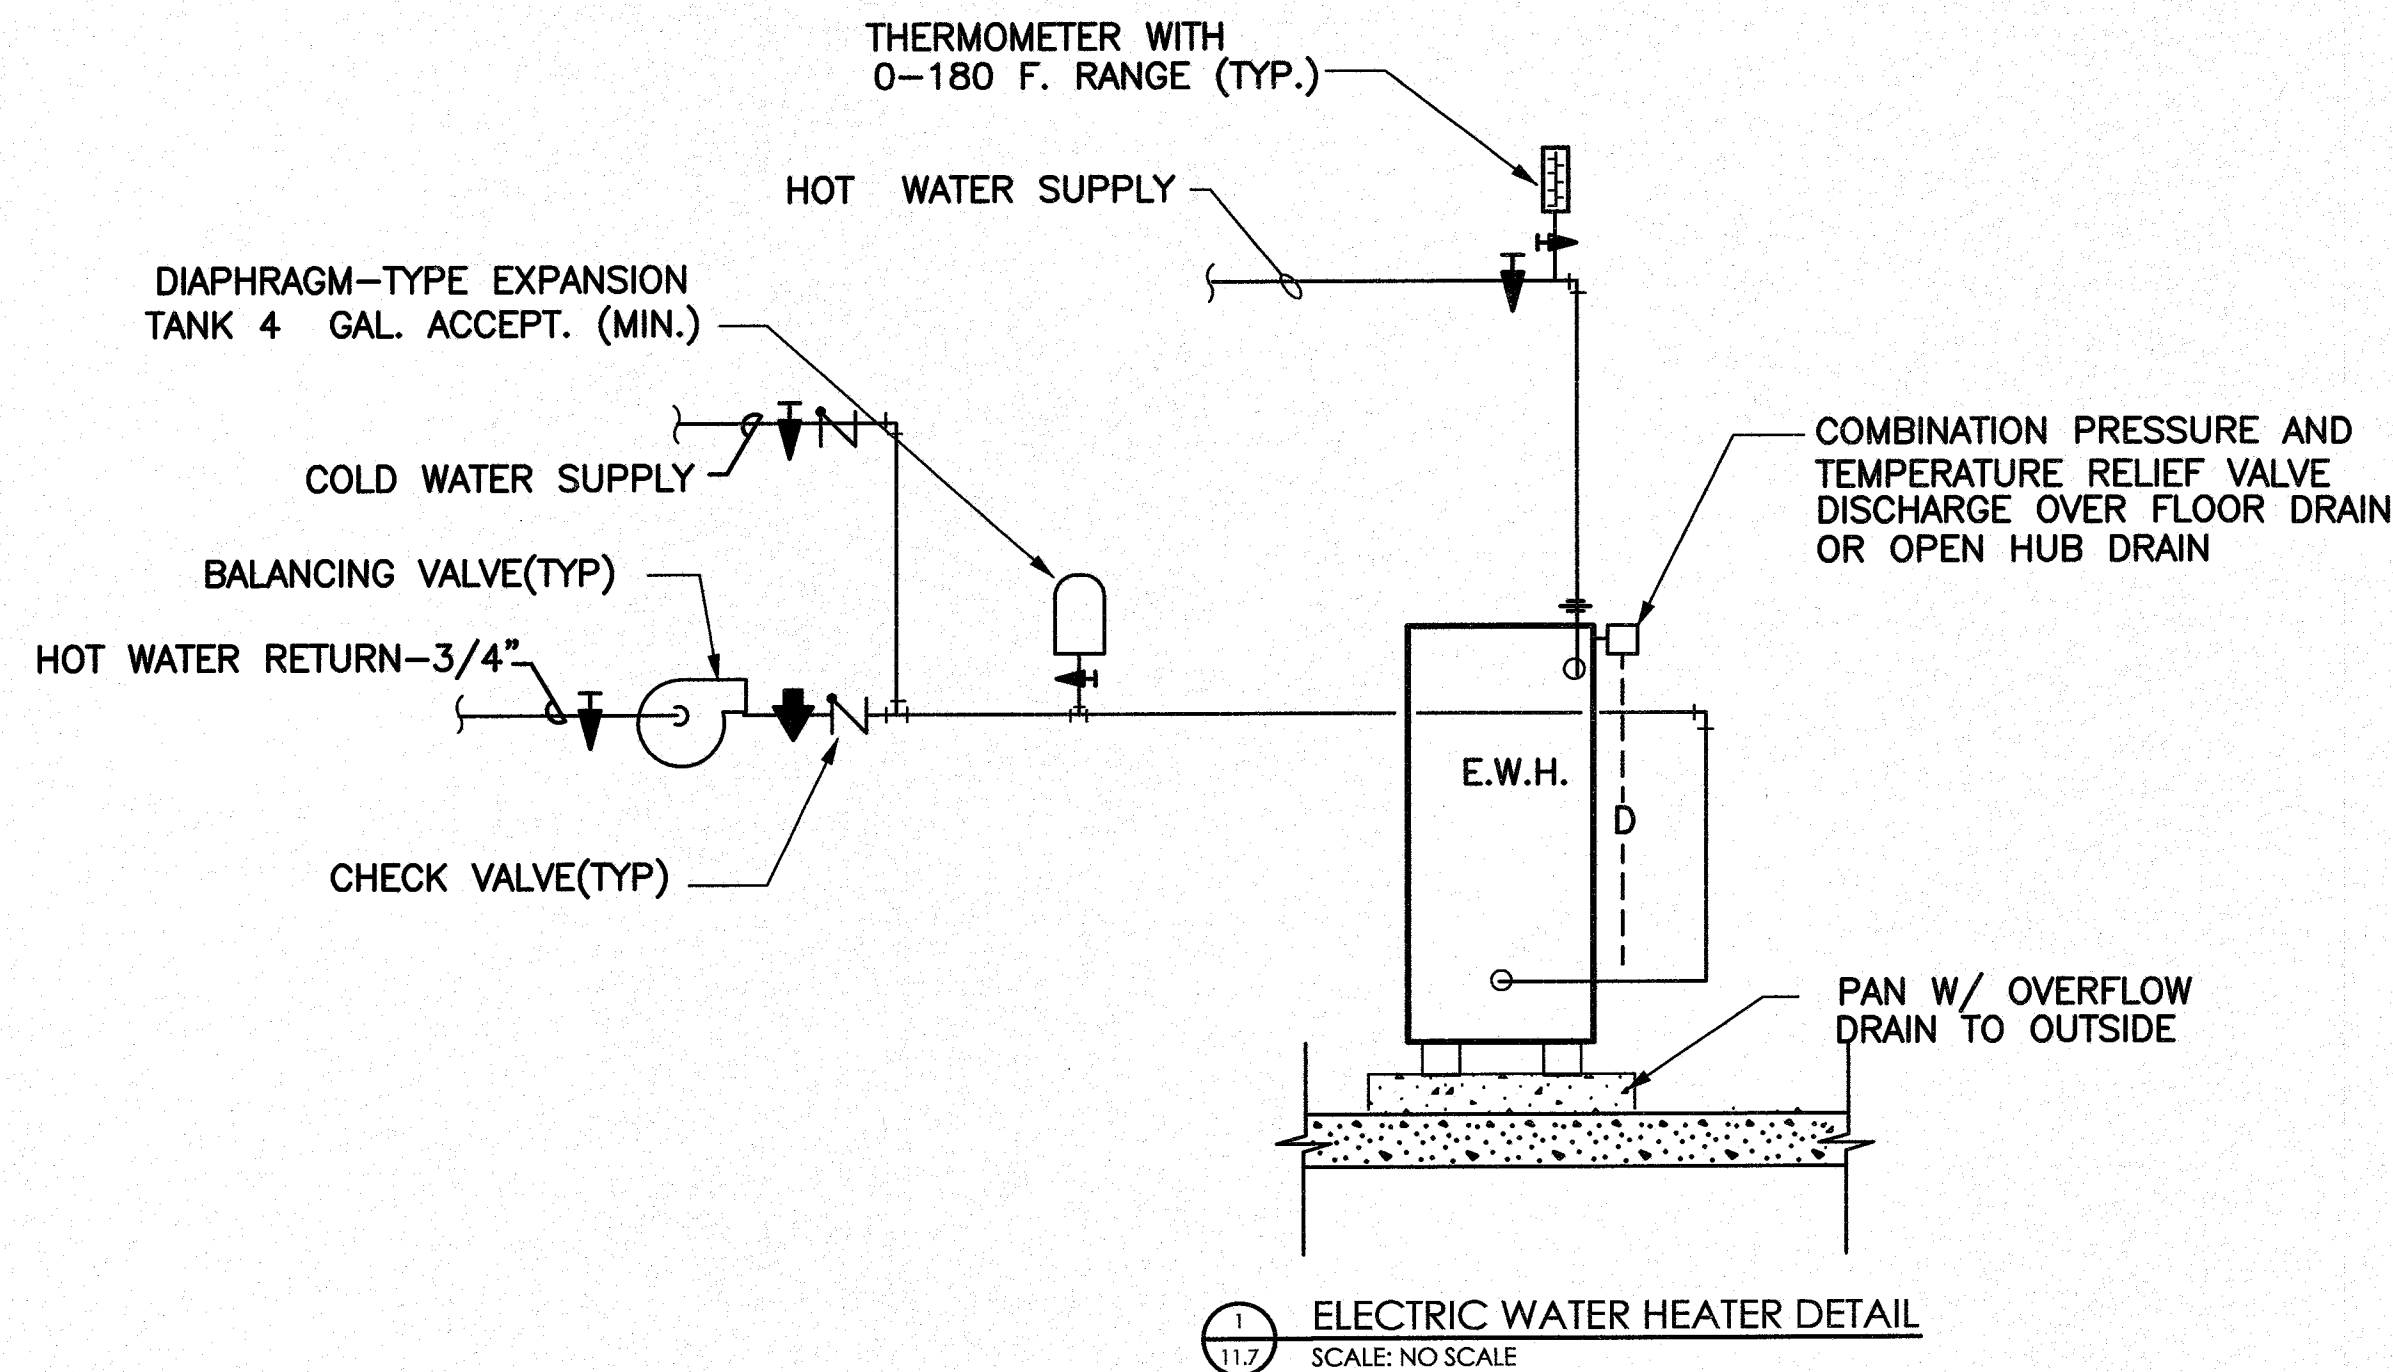 THERMOMETER WITH
0-180 F. RANGE (TYP.)
HOT WATER SUPPLY
DIAPHRAGM-TYPE EXPANSION
TANK 4 GAL. ACCEPT. (MIN.)
COLD WATER SUPPLY
COMBINATION PRESSURE AND
TEMPERATURE RELIEF VALVE
DISCHARGE OVER FLOOR DRAIN
OR OPEN HUB DRAIN
BALANCING VALVE(TYP)
HOT WATER RETURN-3/4"
E.W.H.
D
CHECK VALVE(TYP)
PAN W/ OVERFLOW
DRAIN TO OUTSIDE
1
11.7
ELECTRIC WATER HEATER DETAIL
SCALE: NO SCALE